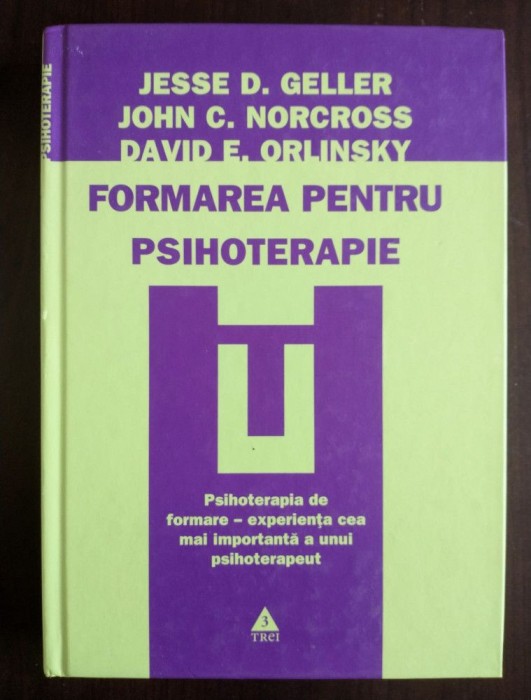 PSIHOTERAPIE
JESSE D. GELLER
JOHN C. NORCROSS
DAVID E. ORLINSKY
FORMAREA PENTRU
PSIHOTERAPIE
Psihoterapia de
formare – experiența cea
mai importantă a unui
psihoterapeut
3
TREI